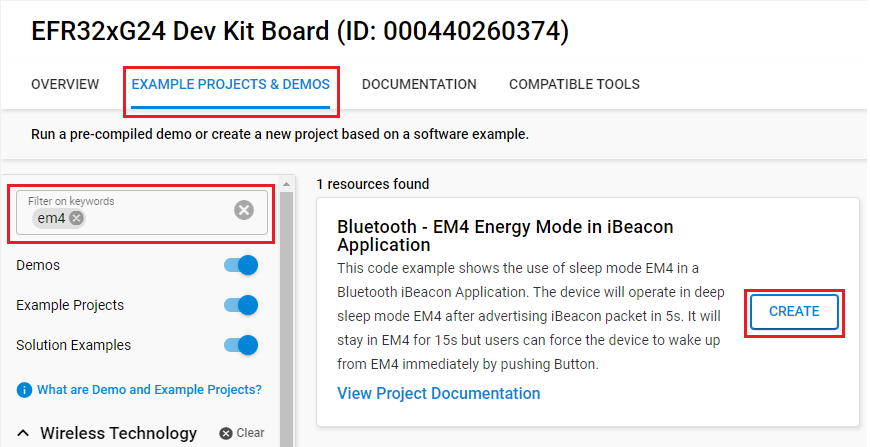 EFR32xG24 Dev Kit Board (ID: 000440260374)
OVERVIEW EXAMPLE PROJECTS & DEMOS DOCUMENTATION COMPATIBLE TOOLS
Run a pre-compiled demo or create a new project based on a software example.
Filter on keywords
em4
Demos
Example Projects
Solution Examples
What are Demo and Example Projects?
Wireless Technology Clear
1 resources found
Bluetooth - EM4 Energy Mode in iBeacon
Application
This code example shows the use of sleep mode EM4 in a
Bluetooth iBeacon Application. The device will operate in deep
sleep mode EM4 after advertising iBeacon packet in 5s. It will
stay in EM4 for 15s but users can force the device to wake up
from EM4 immediately by pushing Button.
View Project Documentation
CREATE